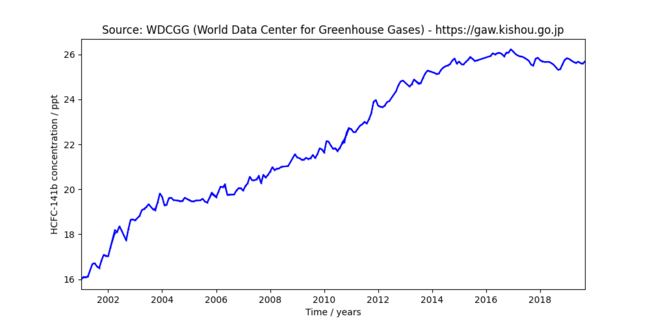 Source: WDCGG (World Data Center for Greenhouse Gases) - https://gaw.kishou.go.jp
HCFC-141b concentration / ppt
26
24
22
20
18
16
2002 2004 2006 2008 2010 2012 2014 2016 2018
Time / years